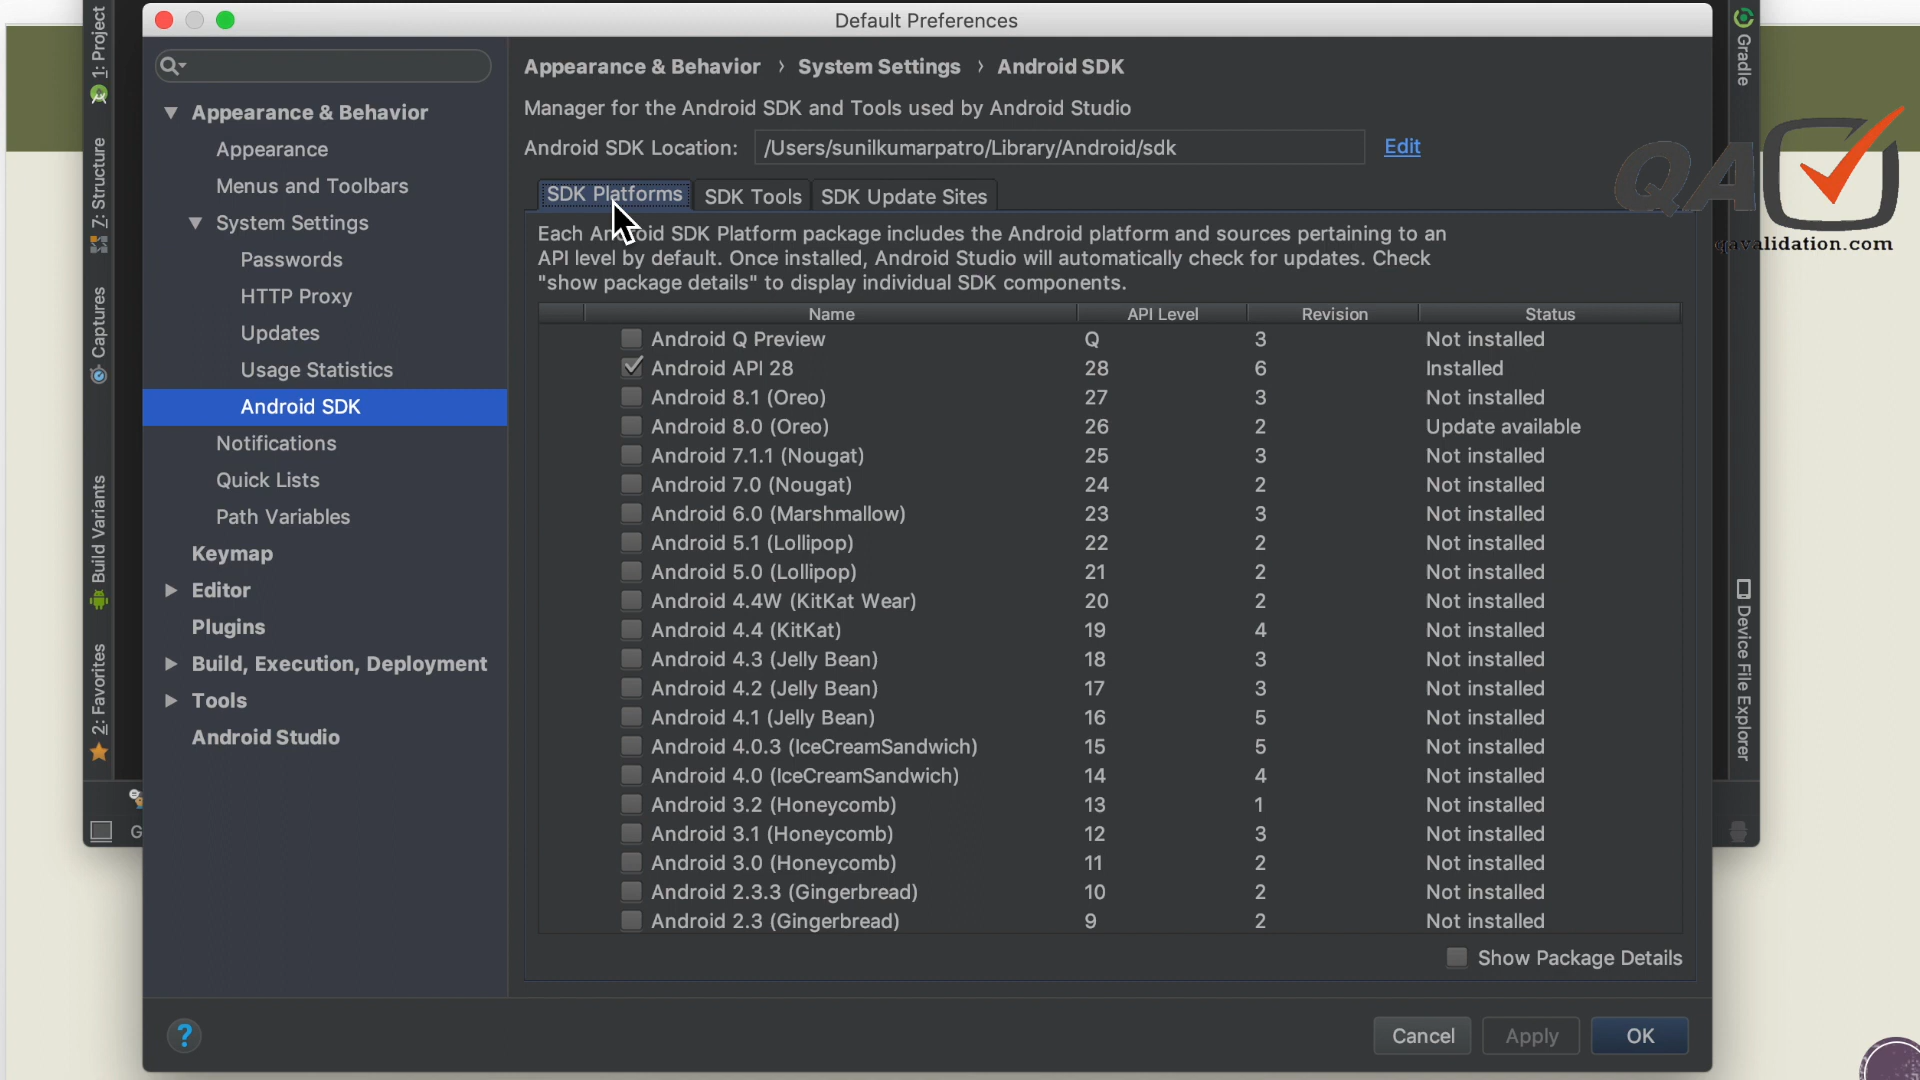 Default Preferences
1: Project
Z: Structure
Captures
Build Variants
2: Favorites
G
Appearance & Behavior
Appearance
Menus and Toolbars
System Settings
Passwords
HTTP Proxy
Updates
Usage Statistics
Android SDK
Notifications
Quick Lists
Path Variables
Keymap
Editor
Plugins
Build, Execution, Deployment
Tools
Android Studio
Appearance & Behavior › System Settings › Android SDK
Manager for the Android SDK and Tools used by Android Studio
Android SDK Location: /Users/sunilkumarpatro/Library/Android/sdk Edit
SDK Platforms SDK Tools SDK Update Sites
Each Android SDK Platform package includes the Android platform and sources pertaining to an
API level by default. Once installed, Android Studio will automatically check for updates. Check
"show package details" to display individual SDK components.
Name API Level Revision Status
Android Q Preview Q 3 Not installed
Android API 28 28 6 Installed
Android 8.1 (Oreo) 27 3 Not installed
Android 8.0 (Oreo) 26 2 Update available
Android 7.1.1 (Nougat) 25 3 Not installed
Android 7.0 (Nougat) 24 2 Not installed
Android 6.0 (Marshmallow) 23 3 Not installed
Android 5.1 (Lollipop) 22 2 Not installed
Android 5.0 (Lollipop) 21 2 Not installed
Android 4.4W (KitKat Wear) 20 2 Not installed
Android 4.4 (KitKat) 19 4 Not installed
Android 4.3 (Jelly Bean) 18 3 Not installed
Android 4.2 (Jelly Bean) 17 3 Not installed
Android 4.1 (Jelly Bean) 16 5 Not installed
Android 4.0.3 (IceCreamSandwich) 15 5 Not installed
Android 4.0 (IceCreamSandwich) 14 4 Not installed
Android 3.2 (Honeycomb) 13 1 Not installed
Android 3.1 (Honeycomb) 12 3 Not installed
Android 3.0 (Honeycomb) 11 2 Not installed
Android 2.3.3 (Gingerbread) 10 2 Not installed
Android 2.3 (Gingerbread) 9 2 Not installed
Show Package Details
? Cancel Apply OK
Gradle
QA
qavalidation.com
Device File Explorer